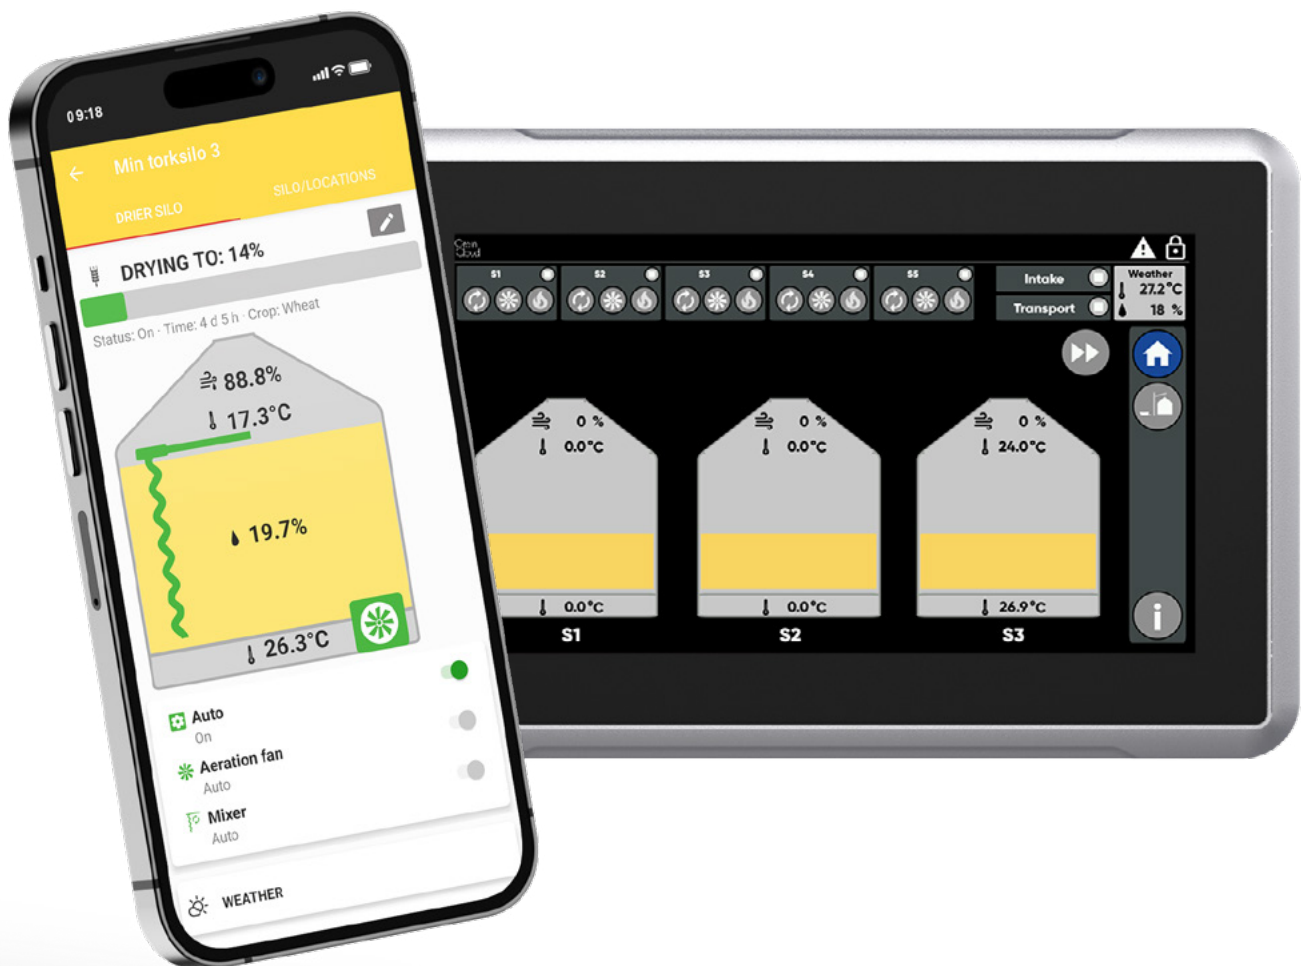 09:18
Min torksilo 3
DRIER SILO
SILO/LOCATIONS
DRYING TO: 14%
Status: On · Time: 4 d 5 h · Crop: Wheat
88.8%
17.3°C
19.7%
26.3°C
Auto
On
Aeration fan
Auto
Mixer
Auto
WEATHER
Grain
Cloud
S1 S2 S3 S4 S5
Intake
Transport
Weather
27.2°C
18 %
0 %
0.0°C
0.0°C
S1
0 %
0.0°C
0.0°C
S2
0 %
24.0°C
26.9°C
S3
i